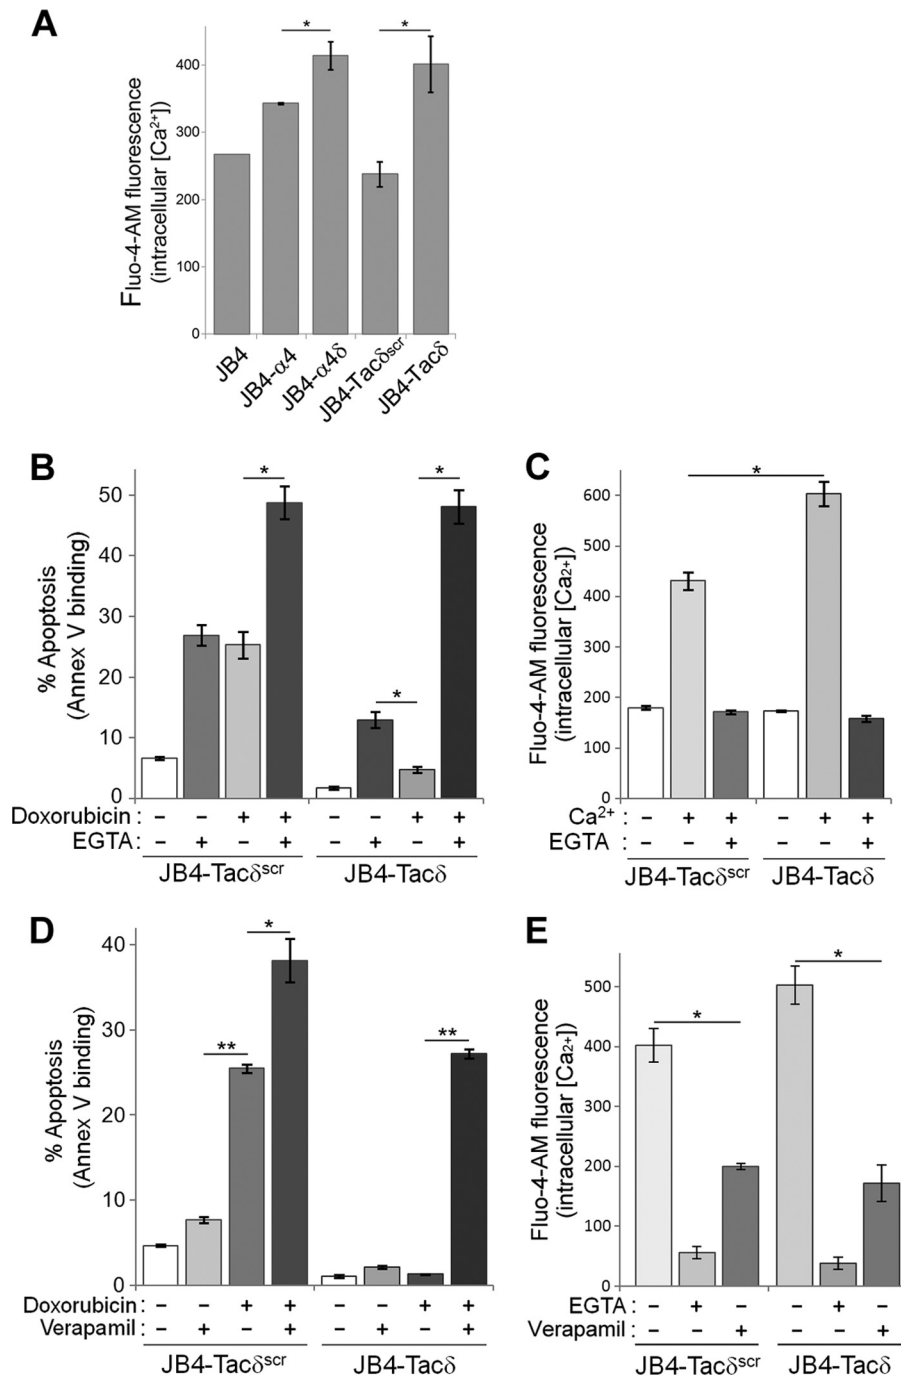 A
Fluo-4-AM fluorescence
(intracellular [Ca²⁺])
400
300
200
100
0
*
*
JB4
JB4-α4
JB4-α4δ
JB4-Tacδˢᶜʳ
JB4-Tacδ
B
% Apoptosis
(Annex V binding)
50
40
30
20
10
0
*
*
*
Doxorubicin : − − + + − − + +
EGTA : − + − + − + − +
JB4-Tacδˢᶜʳ JB4-Tacδ
C
Fluo-4-AM fluorescence
(intracellular [Ca₂₊])
600
500
400
300
200
100
0
*
Ca²⁺ : − + + − + +
EGTA : − − + − − +
JB4-Tacδˢᶜʳ JB4-Tacδ
D
% Apoptosis
(Annex V binding)
40
30
20
10
0
*
**
**
Doxorubicin : − − + + − − + +
Verapamil : − + − + − + − +
JB4-Tacδˢᶜʳ JB4-Tacδ
E
Fluo-4-AM fluorescence
(intracellular [Ca₂₊])
500
400
300
200
100
0
*
*
EGTA : − + − − + −
Verapamil : − − + − − +
JB4-Tacδˢᶜʳ JB4-Tacδ